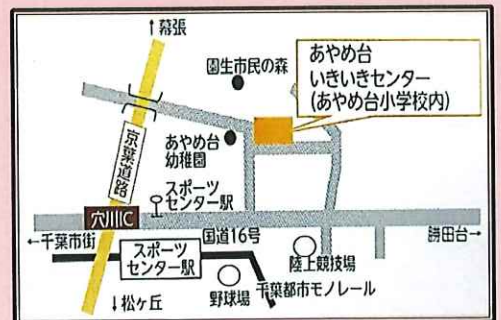 ↑幕張
園生市民の森
あやめ台
いきいきセンター
(あやめ台小学校内)
あやめ台
幼稚園
京葉道路
スポーツ
センター駅
穴川IC
←千葉市街
国道16号
勝田台→
スポーツ
センター駅
陸上競技場
野球場
千葉都市モノレール
↓松ヶ丘